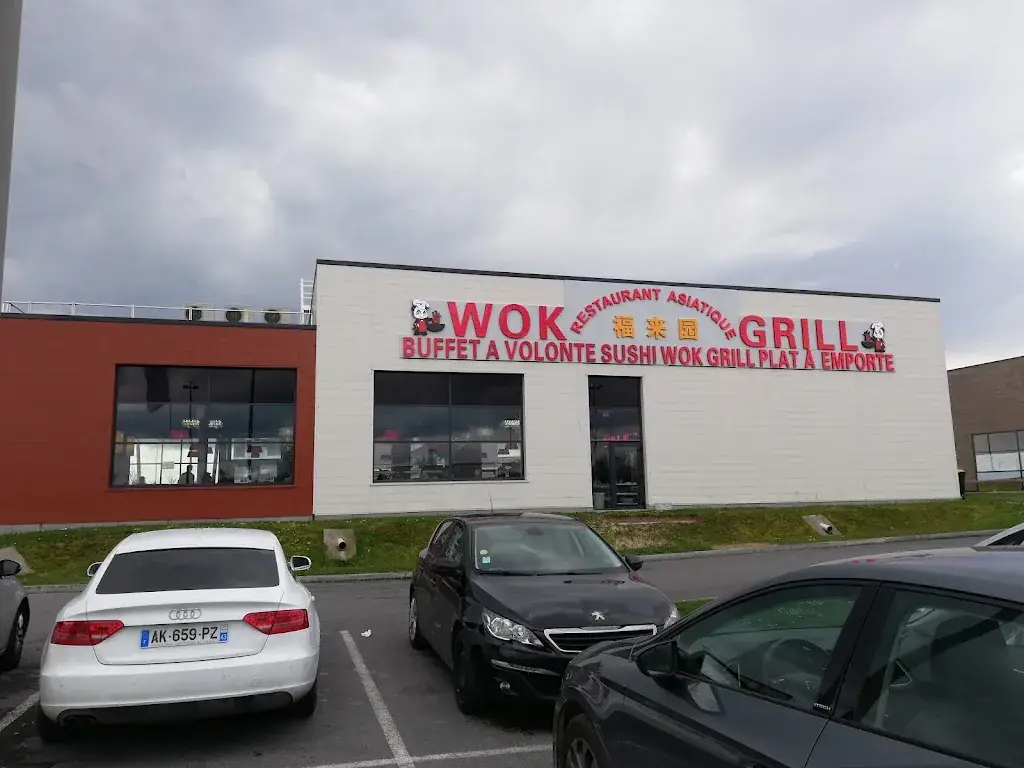 WOK RESTAURANT ASIATIQUE GRILL
福来园
BUFFET A VOLONTE SUSHI WOK GRILL PLAT À EMPORTE
AK-659-PZ